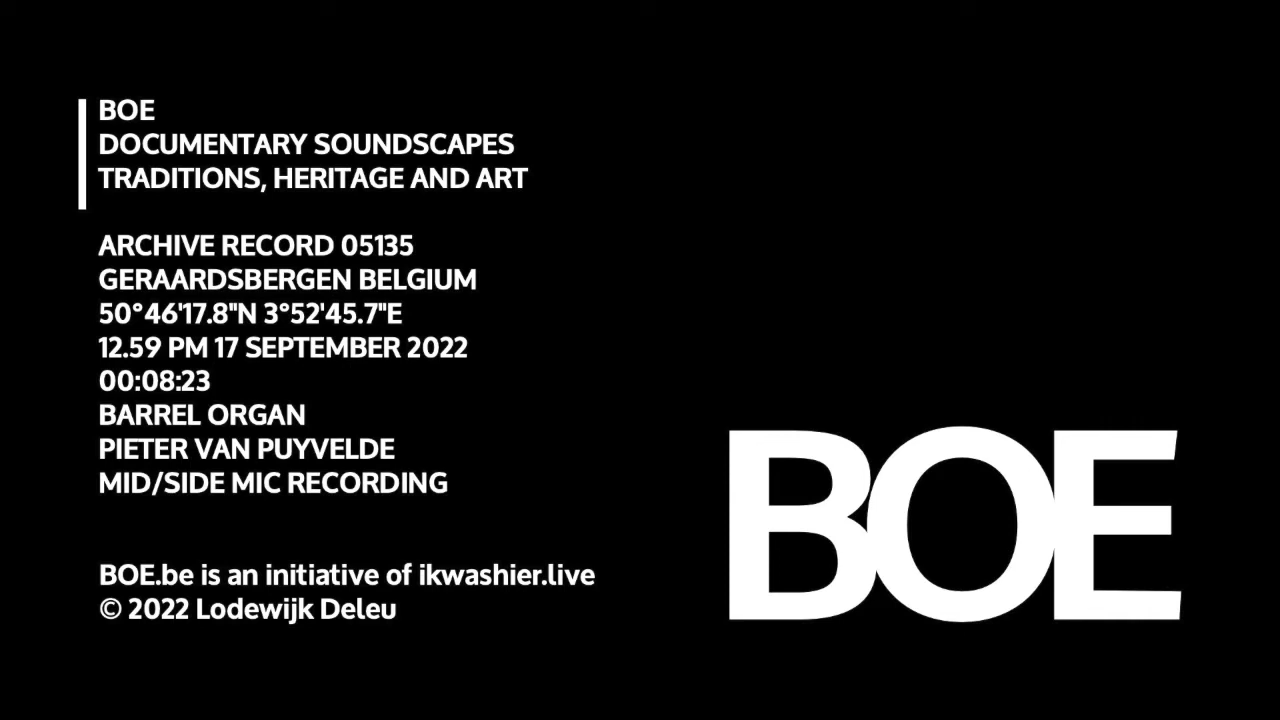 BOE
DOCUMENTARY SOUNDSCAPES
TRADITIONS, HERITAGE AND ART
ARCHIVE RECORD 05135
GERAARDSBERGEN BELGIUM
50°46'17.8"N 3°52'45.7"E
12.59 PM 17 SEPTEMBER 2022
00:08:23
BARREL ORGAN
PIETER VAN PUYVELDE
MID/SIDE MIC RECORDING
BOE.be is an initiative of ikwashier.live
© 2022 Lodewijk Deleu
BOE